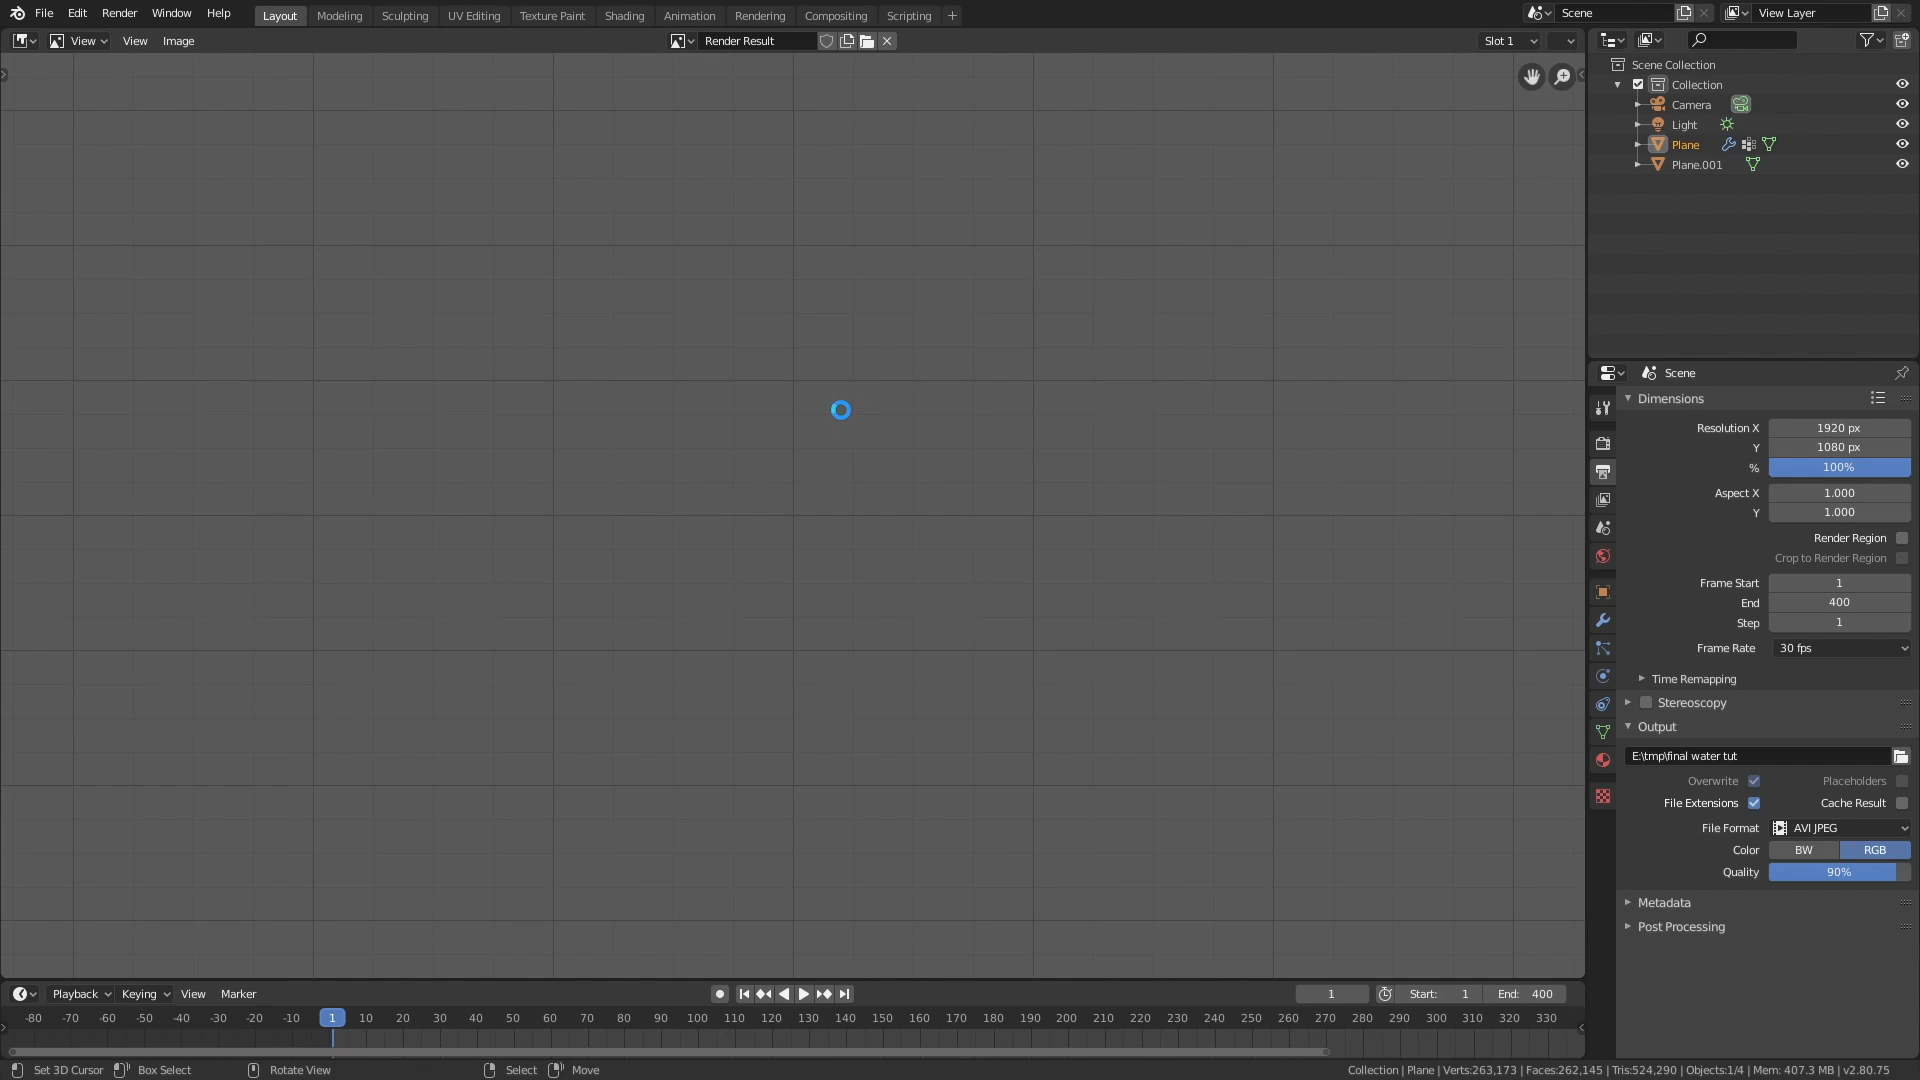 File Edit Render Window Help Layout Modeling Sculpting UV Editing Texture Paint Shading Animation Rendering Compositing Scripting + Scene View Layer
View View Image Render Result Slot 1
Scene Collection
Collection
Camera
Light
Plane
Plane.001
Scene
Dimensions
Resolution X 1920 px
Y 1080 px
% 100%
Aspect X 1.000
Y 1.000
Render Region
Crop to Render Region
Frame Start 1
End 400
Step 1
Frame Rate 30 fps
Time Remapping
Stereoscopy
Output
E:\tmp\final water tut
Overwrite Placeholders
File Extensions Cache Result
File Format AVI JPEG
Color BW RGB
Quality 90%
Metadata
Post Processing
Playback Keying View Marker 1 Start: 1 End: 400
-80 -70 -60 -50 -40 -30 -20 -10 1 10 20 30 40 50 60 70 80 90 100 110 120 130 140 150 160 170 180 190 200 210 220 230 240 250 260 270 280 290 300 310 320 330
Set 3D Cursor Box Select Rotate View Select Move Collection | Plane | Verts:263,173 | Faces:262,145 | Tris:524,290 | Objects:1/4 | Mem: 407.3 MB | v2.80.75